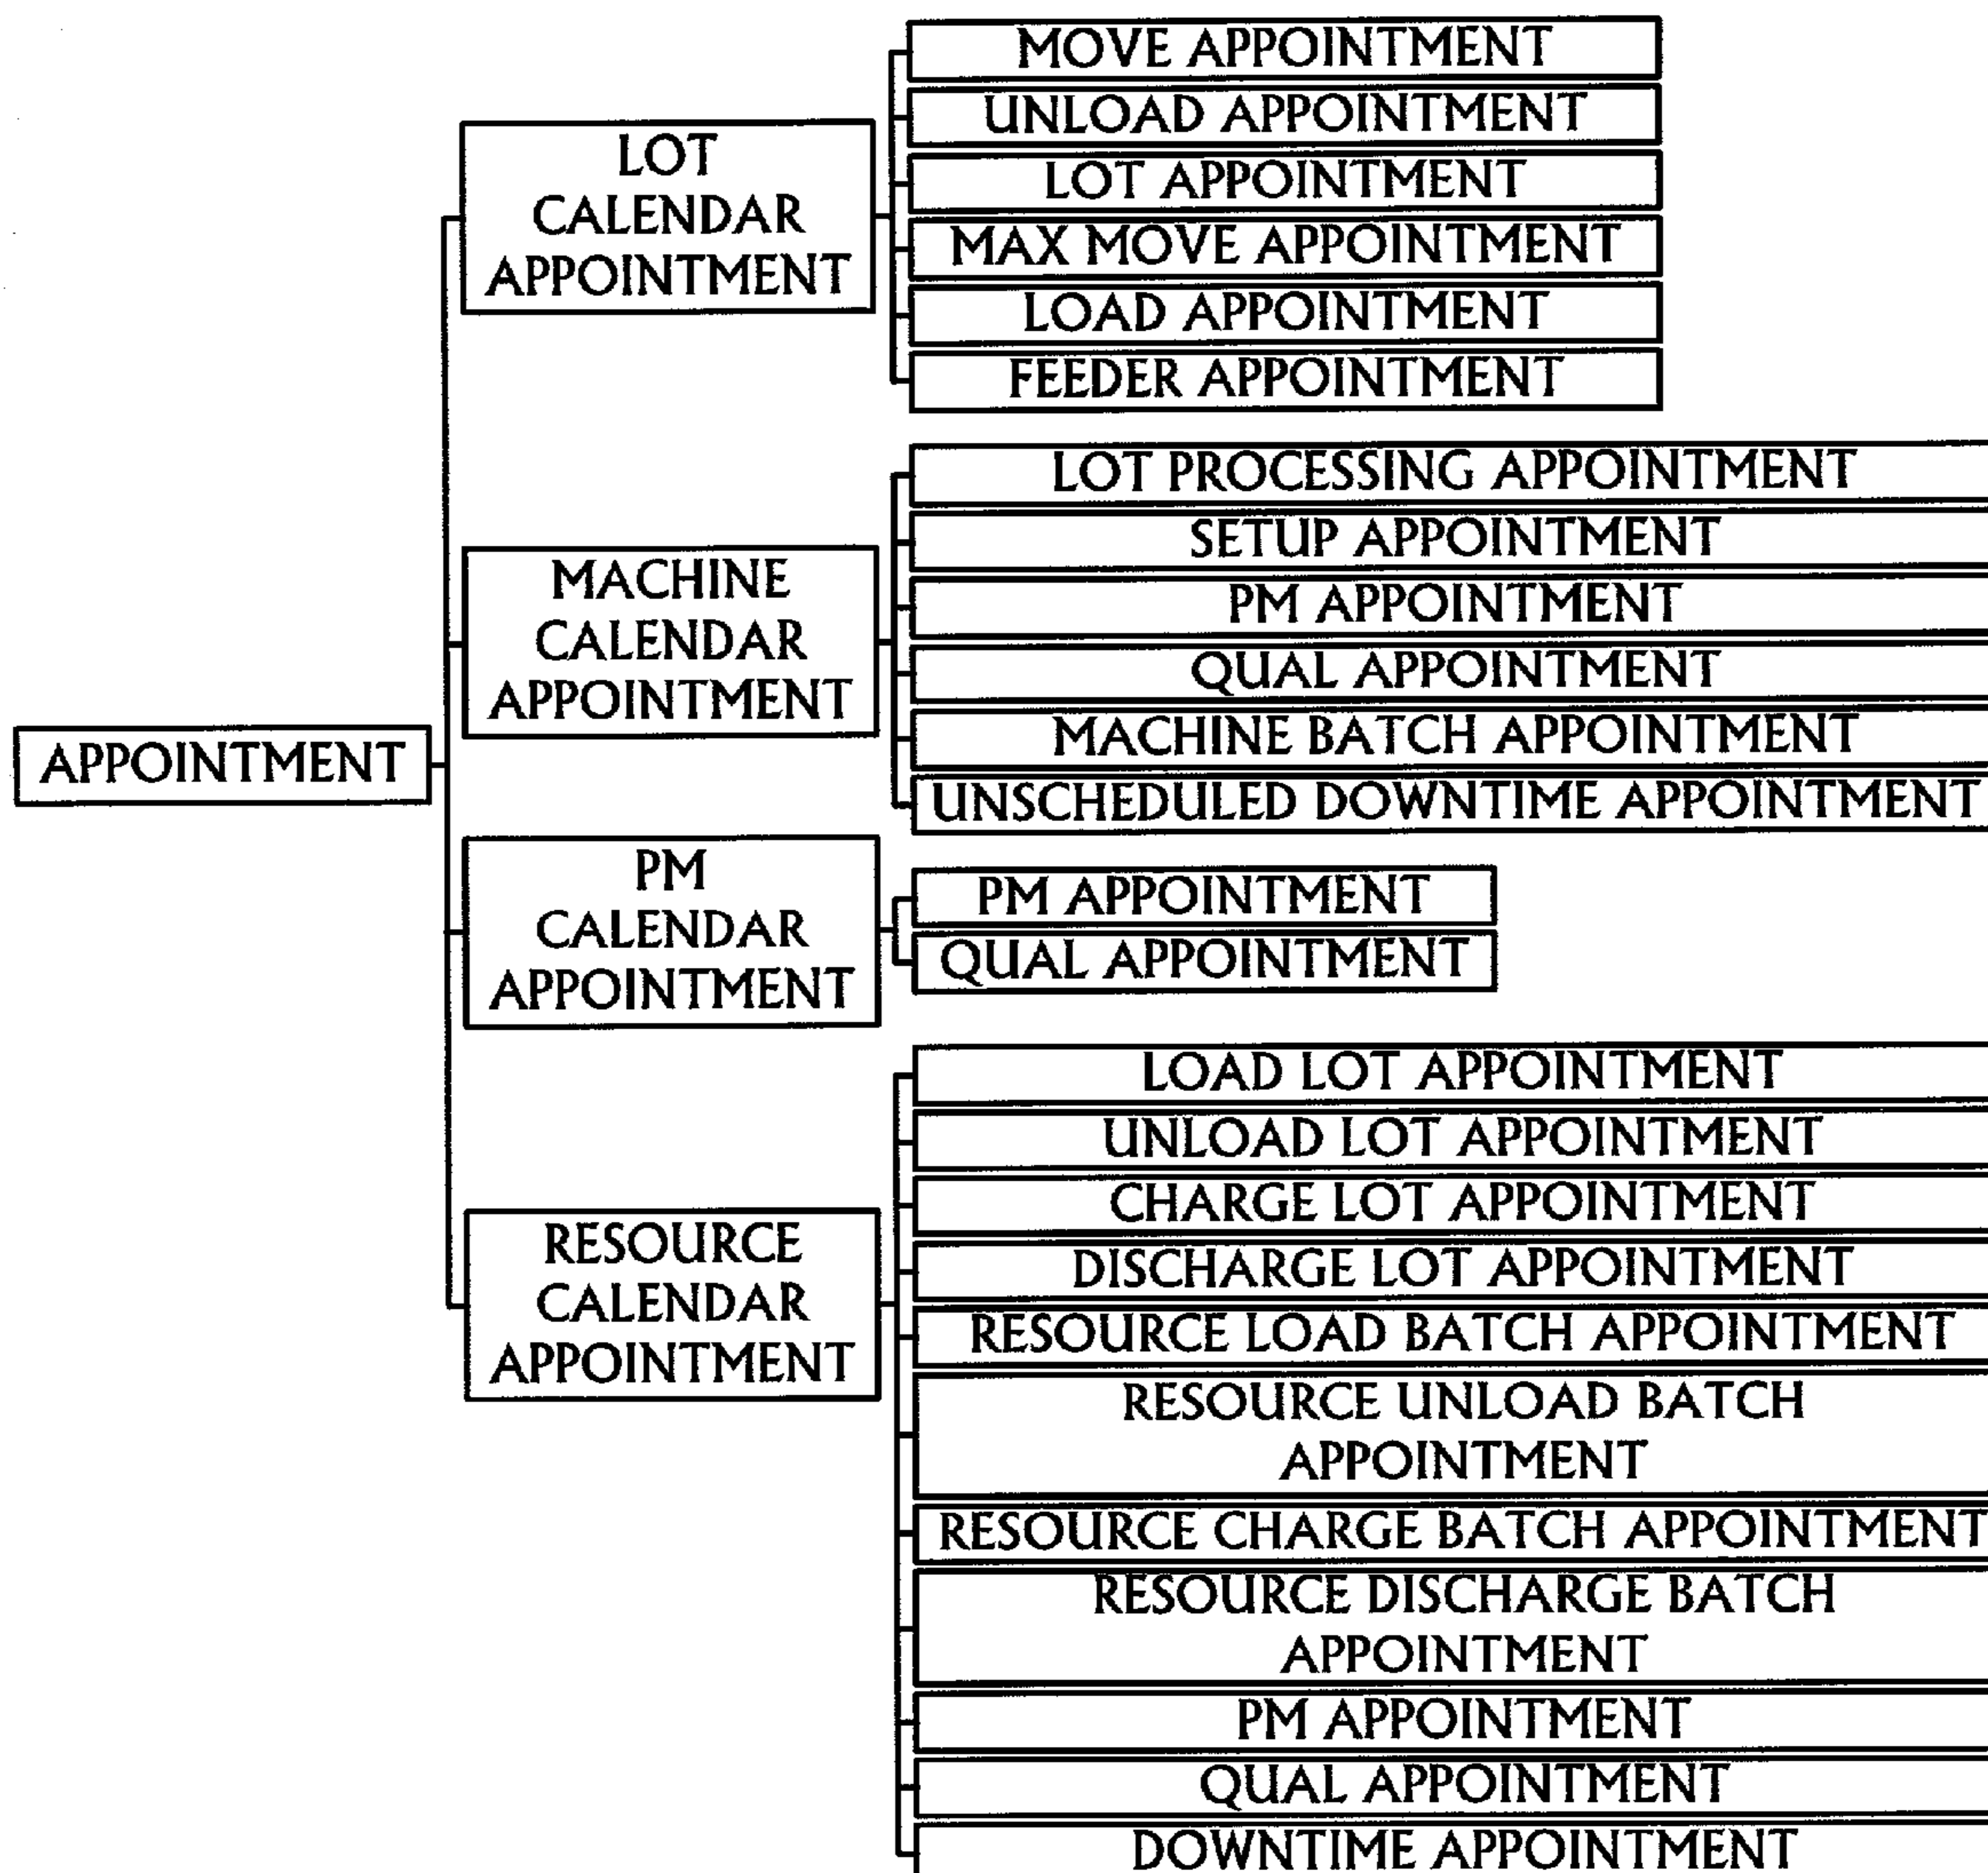 MOVE APPOINTMENT
UNLOAD APPOINTMENT
LOT APPOINTMENT
MAX MOVE APPOINTMENT
LOAD APPOINTMENT
FEEDER APPOINTMENT
LOT
CALENDAR
APPOINTMENT
LOT PROCESSING APPOINTMENT
SETUP APPOINTMENT
PM APPOINTMENT
QUAL APPOINTMENT
MACHINE BATCH APPOINTMENT
UNSCHEDULED DOWNTIME APPOINTMENT
MACHINE
CALENDAR
APPOINTMENT
APPOINTMENT
PM
CALENDAR
APPOINTMENT
PM APPOINTMENT
QUAL APPOINTMENT
RESOURCE
CALENDAR
APPOINTMENT
LOAD LOT APPOINTMENT
UNLOAD LOT APPOINTMENT
CHARGE LOT APPOINTMENT
DISCHARGE LOT APPOINTMENT
RESOURCE LOAD BATCH APPOINTMENT
RESOURCE UNLOAD BATCH
APPOINTMENT
RESOURCE CHARGE BATCH APPOINTMENT
RESOURCE DISCHARGE BATCH
APPOINTMENT
PM APPOINTMENT
QUAL APPOINTMENT
DOWNTIME APPOINTMENT